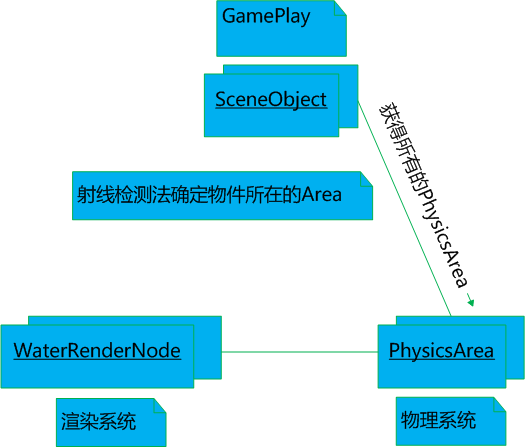 GamePlay
SceneObject
获得所有的PhysicsArea
射线检测法确定物件所在的Area
WaterRenderNode
PhysicsArea
渲染系统
物理系统